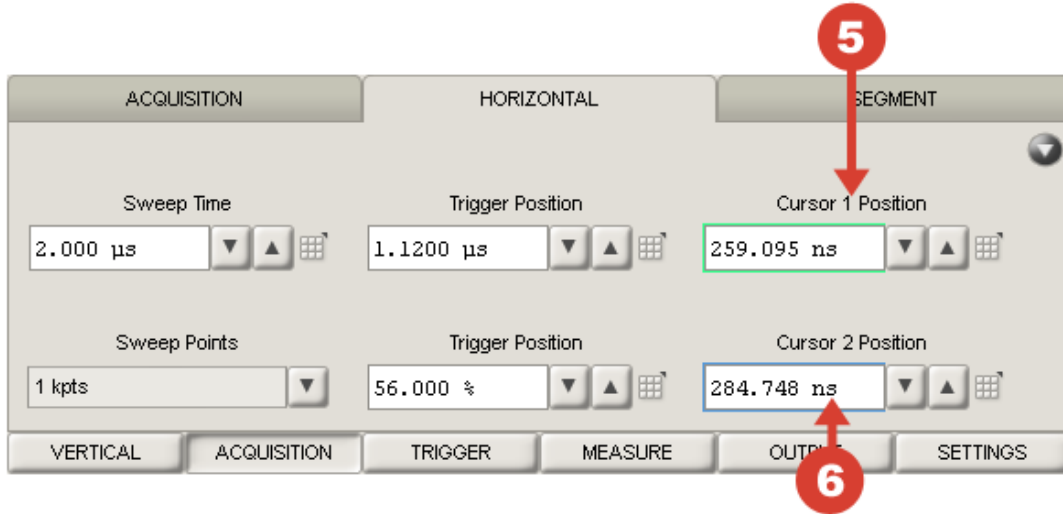 5
ACQUISITION HORIZONTAL SEGMENT
Sweep Time Trigger Position Cursor 1 Position
2.000 µs 1.1200 µs 259.095 ns
Sweep Points Trigger Position Cursor 2 Position
1 kpts 56.000 % 284.748 ns
VERTICAL ACQUISITION TRIGGER MEASURE OUTPUT SETTINGS
6